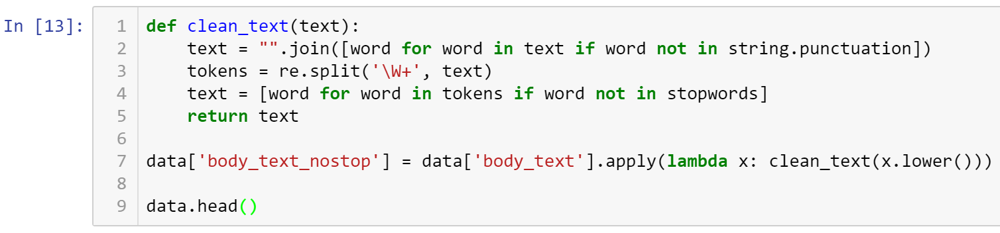 In [13]:
1 def clean_text(text):
2     text = "".join([word for word in text if word not in string.punctuation])
3     tokens = re.split('\W+', text)
4     text = [word for word in tokens if word not in stopwords]
5     return text
6
7 data['body_text_nostop'] = data['body_text'].apply(lambda x: clean_text(x.lower()))
8
9 data.head()